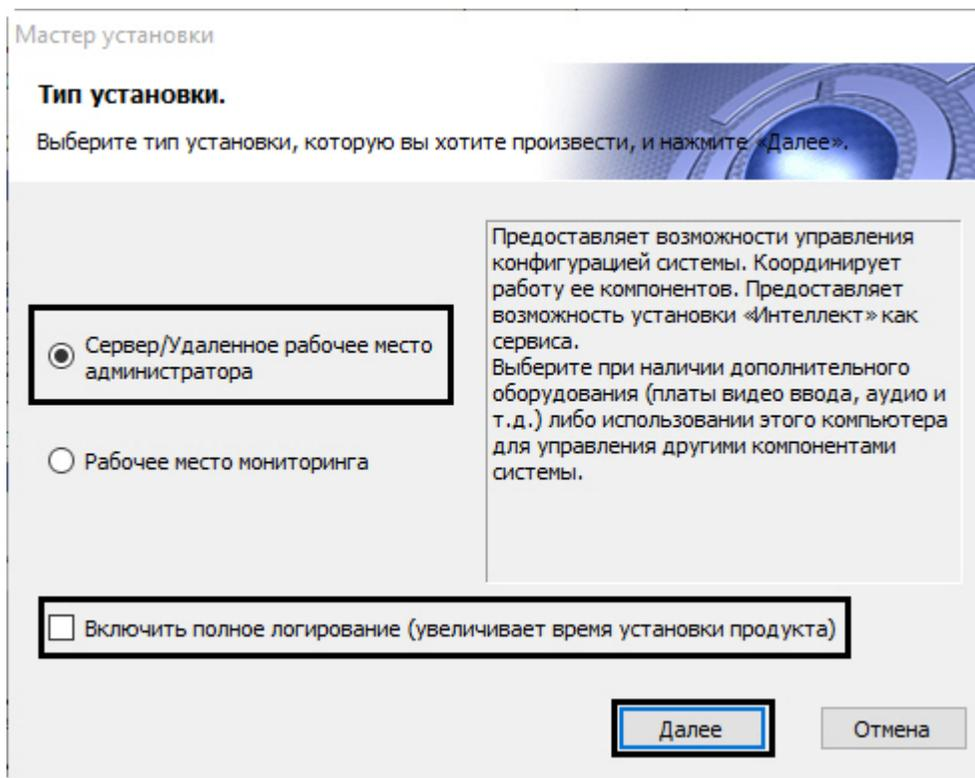 Мастер установки
Тип установки.
Выберите тип установки, которую вы хотите произвести, и нажмите «Далее».
Сервер/Удаленное рабочее место
администратора
Рабочее место мониторинга
Предоставляет возможности управления
конфигурацией системы. Координирует
работу ее компонентов. Предоставляет
возможность установки «Интеллект» как
сервиса.
Выберите при наличии дополнительного
оборудования (платы видео ввода, аудио и
т.д.) либо использовании этого компьютера
для управления другими компонентами
системы.
Включить полное логирование (увеличивает время установки продукта)
Далее
Отмена